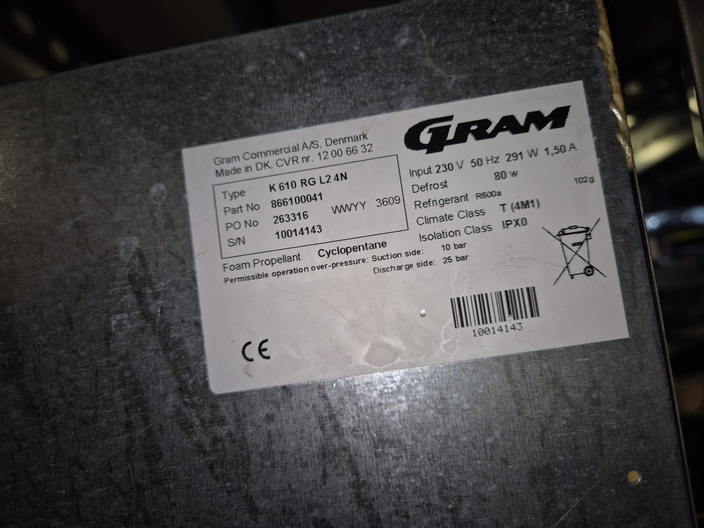 GRAM
Gram Commercial A/S, Denmark
Made in DK, CVR nr. 12 00 66 32
Type K 610 RG L2 4N
Part No 866100041
PO No 263316 WWYY 3609
S/N 10014143
Input 230 V 50 Hz 291 W 1,50 A
Defrost 80 W
Refrigerant R600a 102g
Climate Class T (4M1)
Isolation Class IPX0
Foam Propellant Cyclopentane
Permissible operation over-pressure: Suction side: 10 bar
Discharge side: 25 bar
CE
10014143